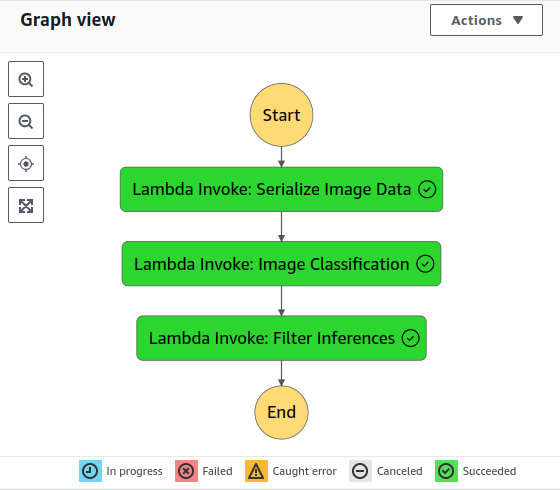 Graph view
Actions
Start
Lambda Invoke: Serialize Image Data
Lambda Invoke: Image Classification
Lambda Invoke: Filter Inferences
End
In progress Failed Caught error Canceled Succeeded